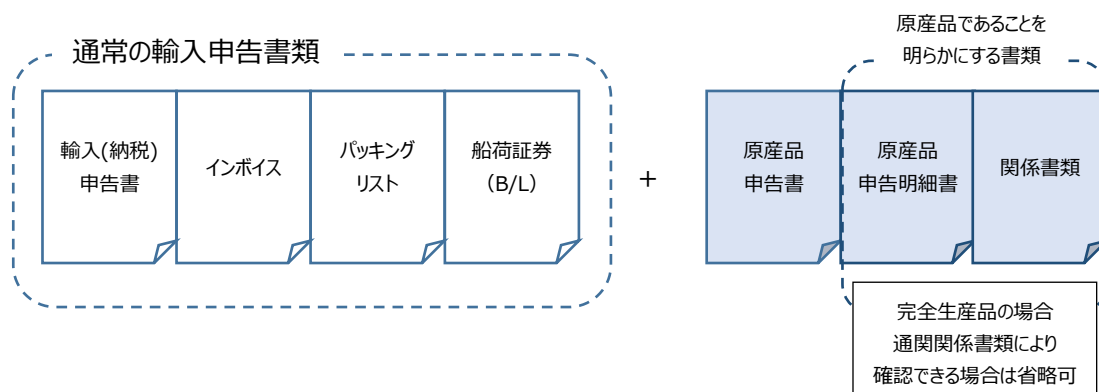 通常の輸入申告書類
輸入(納税)
申告書
インボイス
パッキング
リスト
船荷証券
（B/L）
+
原産品であることを
明らかにする書類
原産品
申告書
原産品
申告明細書
関係書類
完全生産品の場合
通関関係書類により
確認できる場合は省略可